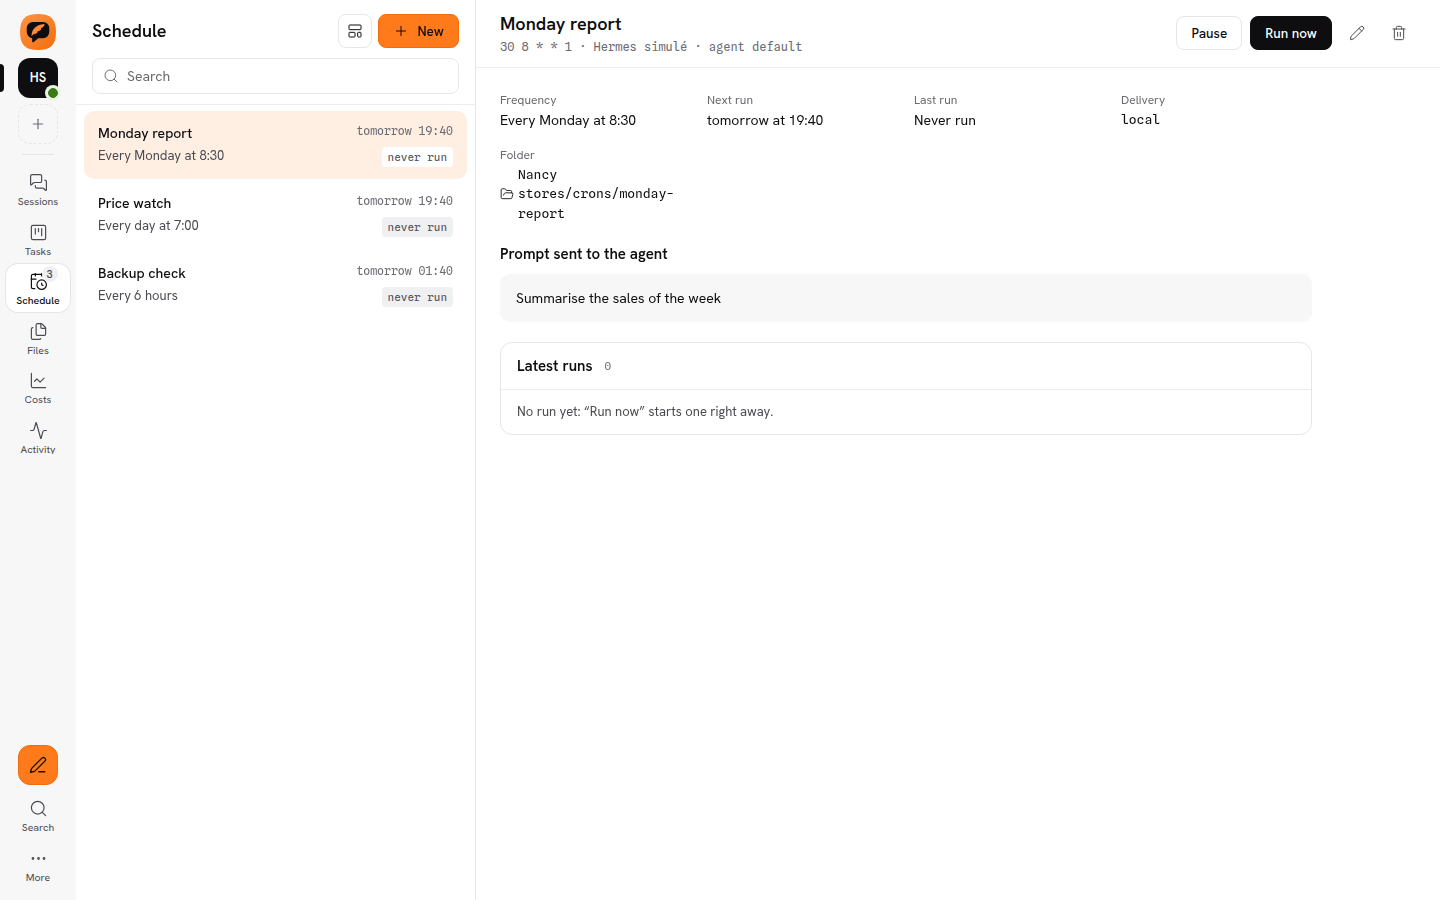 HS
Sessions
Tasks
3
Schedule
Files
Costs
Activity
Search
More
Schedule
New
Search
Monday report
tomorrow 19:40
Every Monday at 8:30
never run
Price watch
tomorrow 19:40
Every day at 7:00
never run
Backup check
tomorrow 01:40
Every 6 hours
never run
Monday report
30 8 * * 1 · Hermes simulé · agent default
Pause
Run now
Frequency
Every Monday at 8:30
Next run
tomorrow at 19:40
Last run
Never run
Delivery
local
Folder
Nancy
stores/crons/monday-
report
Prompt sent to the agent
Summarise the sales of the week
Latest runs 0
No run yet: “Run now” starts one right away.